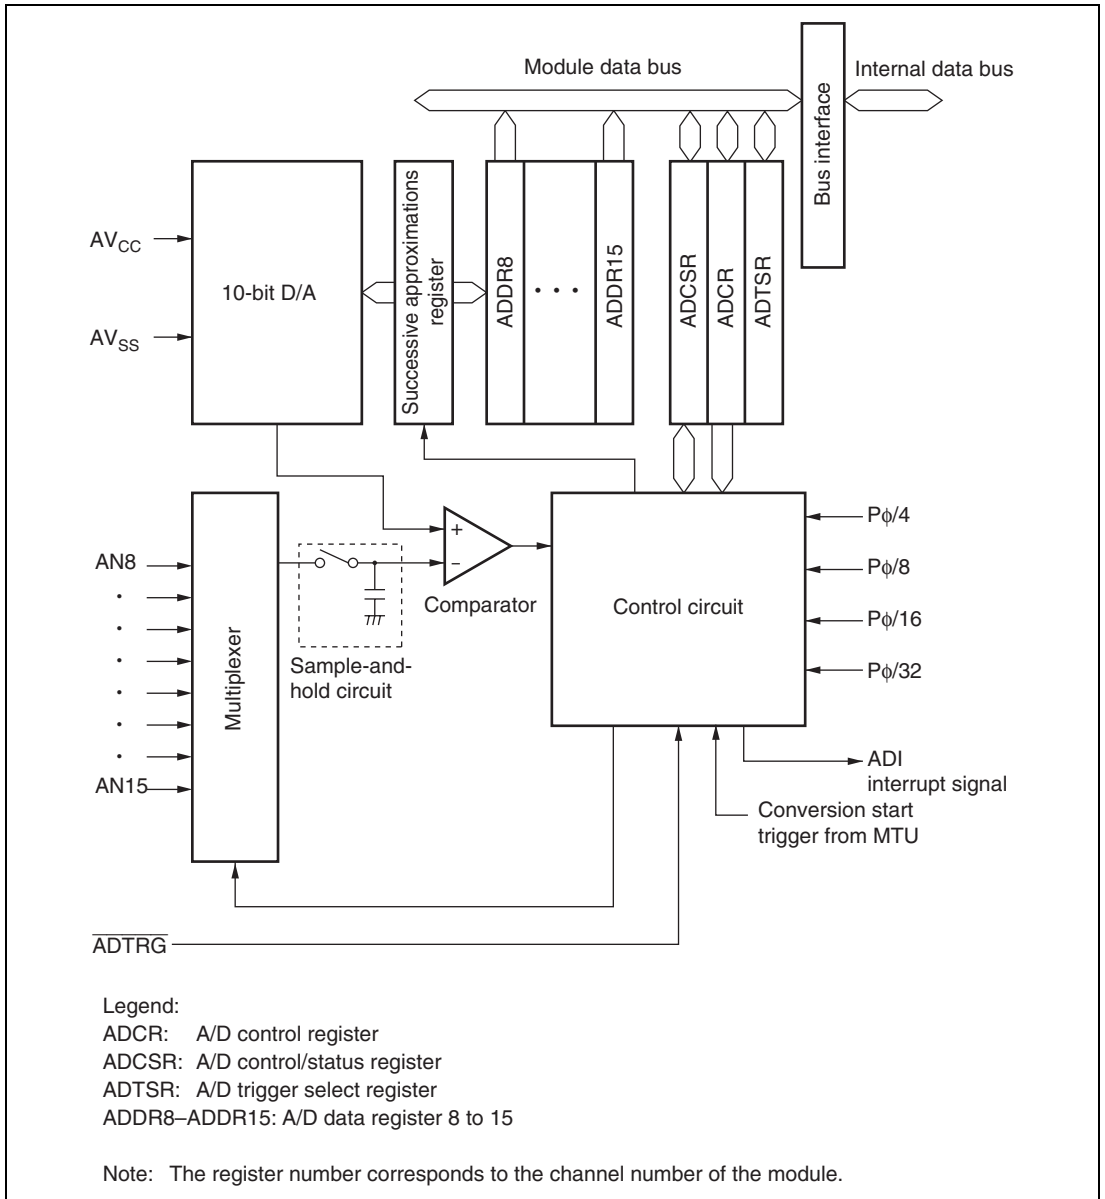 Module data bus
Internal data bus
Bus interface
AVCC
AVSS
10-bit D/A
Successive approximations
register
ADDR8
• • •
ADDR15
ADCSR
ADCR
ADTSR
AN8
•
•
•
•
•
•
AN15
Multiplexer
Sample-and-
hold circuit
+
−
Comparator
Control circuit
Pϕ/4
Pϕ/8
Pϕ/16
Pϕ/32
ADI
interrupt signal
Conversion start
trigger from MTU
ADTRG
Legend:
ADCR: A/D control register
ADCSR: A/D control/status register
ADTSR: A/D trigger select register
ADDR8–ADDR15: A/D data register 8 to 15
Note: The register number corresponds to the channel number of the module.